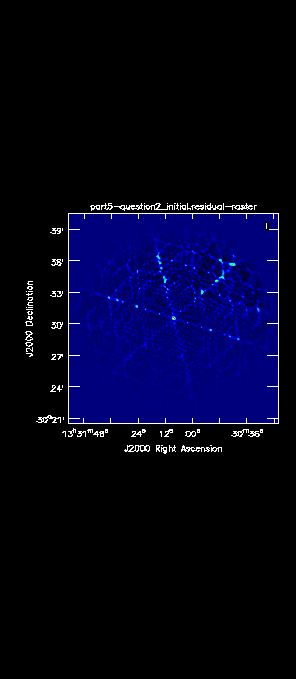 part5-question2_initial.residual-raster
39'
36'
33'
30'
27'
24'
30°21'
13ʰ31ᵐ48ˢ 24ˢ 12ˢ 00ˢ 30ᵐ36ˢ
J2000 Declination
J2000 Right Ascension